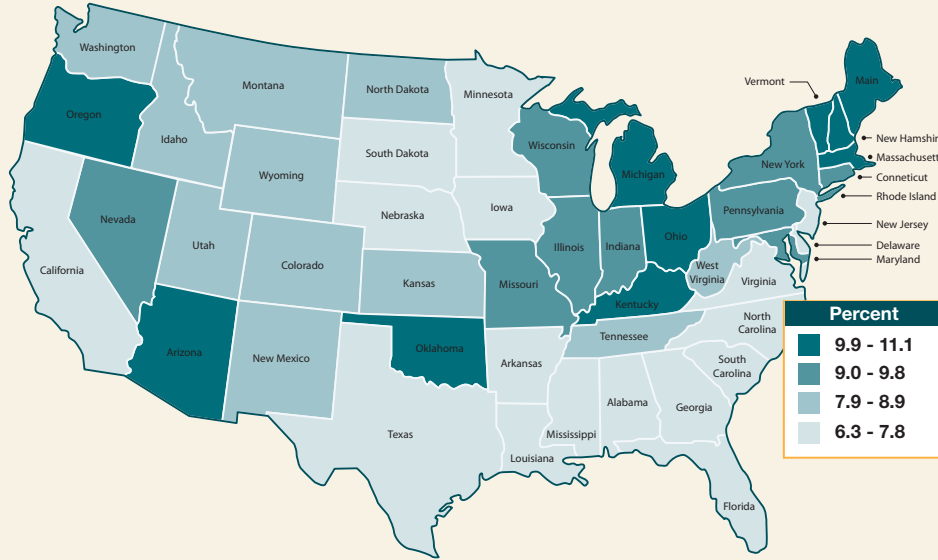 Washington
Montana
North Dakota
Minnesota
Vermont
Main
Oregon
Idaho
Wisconsin
New Hamshir
South Dakota
Massachusett
New York
Wyoming
Michigan
Conneticut
Rhode Island
Nebraska
Iowa
Pennsylvania
Nevada
New Jersey
Utah
Illinois
Indiana
Ohio
Delaware
Maryland
California
Colorado
Kansas
Missouri
West
Virginia
Virginia
Kentucky
Percent
North
Carolina
Tennessee
9.9 - 11.1
Arizona
New Mexico
Oklahoma
Arkansas
South
Carolina
9.0 - 9.8
Texas
Alabama
Georgia
7.9 - 8.9
Mississippi
6.3 - 7.8
Louisiana
Florida